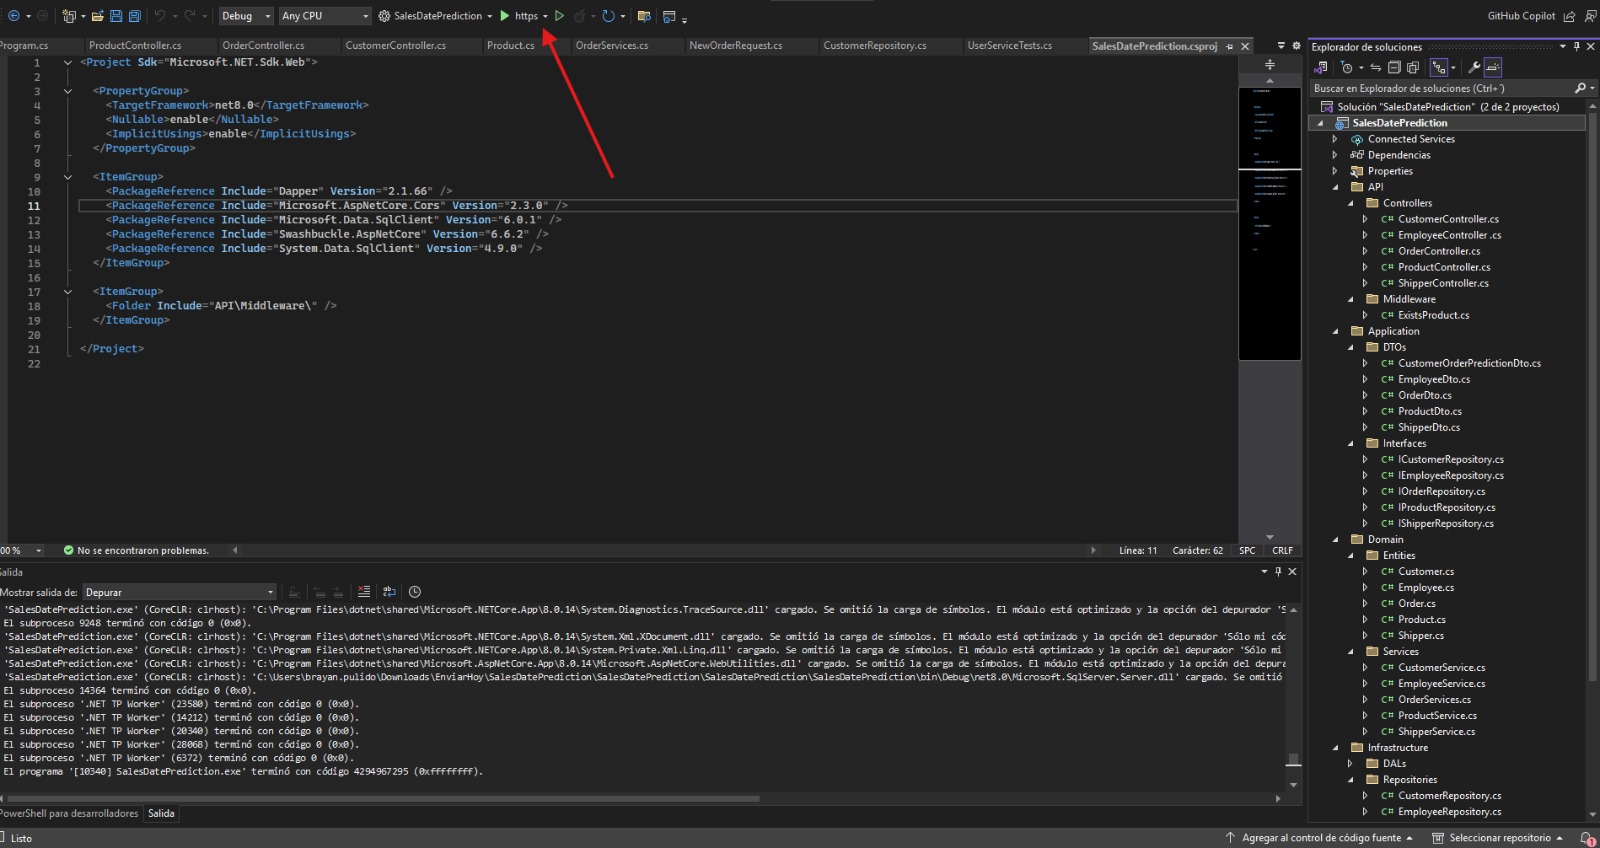 Debug Any CPU SalesDatePrediction https GitHub Copilot
Program.cs ProductController.cs OrderController.cs CustomerController.cs Product.cs OrderServices.cs NewOrderRequest.cs CustomerRepository.cs UserServiceTests.cs SalesDatePrediction.csproj
1 <Project Sdk="Microsoft.NET.Sdk.Web">
2
3 <PropertyGroup>
4 <TargetFramework>net8.0</TargetFramework>
5 <Nullable>enable</Nullable>
6 <ImplicitUsings>enable</ImplicitUsings>
7 </PropertyGroup>
8
9 <ItemGroup>
10 <PackageReference Include="Dapper" Version="2.1.66" />
11 <PackageReference Include="Microsoft.AspNetCore.Cors" Version="2.3.0" />
12 <PackageReference Include="Microsoft.Data.SqlClient" Version="6.0.1" />
13 <PackageReference Include="Swashbuckle.AspNetCore" Version="6.6.2" />
14 <PackageReference Include="System.Data.SqlClient" Version="4.9.0" />
15 </ItemGroup>
16
17 <ItemGroup>
18 <Folder Include="API\Middleware\" />
19 </ItemGroup>
20
21 </Project>
22
00 % No se encontraron problemas. Línea: 11 Carácter: 62 SPC CRLF
Salida
Mostrar salida de: Depurar
'SalesDatePrediction.exe' (CoreCLR: clrhost): 'C:\Program Files\dotnet\shared\Microsoft.NETCore.App\8.0.14\System.Diagnostics.TraceSource.dll' cargado. Se omitió la carga de símbolos. El módulo está optimizado y la opción del depurador 'S
El subproceso 9248 terminó con código 0 (0x0).
'SalesDatePrediction.exe' (CoreCLR: clrhost): 'C:\Program Files\dotnet\shared\Microsoft.NETCore.App\8.0.14\System.Xml.XDocument.dll' cargado. Se omitió la carga de símbolos. El módulo está optimizado y la opción del depurador 'Sólo mi cód
'SalesDatePrediction.exe' (CoreCLR: clrhost): 'C:\Program Files\dotnet\shared\Microsoft.NETCore.App\8.0.14\System.Private.Xml.Linq.dll' cargado. Se omitió la carga de símbolos. El módulo está optimizado y la opción del depurador 'Sólo mi
'SalesDatePrediction.exe' (CoreCLR: clrhost): 'C:\Program Files\dotnet\shared\Microsoft.AspNetCore.App\8.0.14\Microsoft.AspNetCore.WebUtilities.dll' cargado. Se omitió la carga de símbolos. El módulo está optimizado y la opción del depura
'SalesDatePrediction.exe' (CoreCLR: clrhost): 'C:\Users\brayan.pulido\Downloads\EnviarHoy\SalesDatePrediction\SalesDatePrediction\SalesDatePrediction\SalesDatePrediction\bin\Debug\net8.0\Microsoft.SqlServer.Server.dll' cargado. Se omitió
El subproceso 14364 terminó con código 0 (0x0).
El subproceso '.NET TP Worker' (23580) terminó con código 0 (0x0).
El subproceso '.NET TP Worker' (14212) terminó con código 0 (0x0).
El subproceso '.NET TP Worker' (20340) terminó con código 0 (0x0).
El subproceso '.NET TP Worker' (28068) terminó con código 0 (0x0).
El subproceso '.NET TP Worker' (6372) terminó con código 0 (0x0).
El programa '[10340] SalesDatePrediction.exe' terminó con código 4294967295 (0xffffffff).
PowerShell para desarrolladores Salida
Listo Agregar al control de código fuente Seleccionar repositorio 1
Explorador de soluciones
Buscar en Explorador de soluciones (Ctrl+¨)
Solución "SalesDatePrediction" (2 de 2 proyectos)
SalesDatePrediction
Connected Services
Dependencias
Properties
API
Controllers
C# CustomerController.cs
C# EmployeeController .cs
C# OrderController.cs
C# ProductController.cs
C# ShipperController.cs
Middleware
C# ExistsProduct.cs
Application
DTOs
C# CustomerOrderPredictionDto.cs
C# EmployeeDto.cs
C# OrderDto.cs
C# ProductDto.cs
C# ShipperDto.cs
Interfaces
C# ICustomerRepository.cs
C# IEmployeeRepository.cs
C# IOrderRepository.cs
C# IProductRepository.cs
C# IShipperRepository.cs
Domain
Entities
C# Customer.cs
C# Employee.cs
C# Order.cs
C# Product.cs
C# Shipper.cs
Services
C# CustomerService.cs
C# EmployeeService.cs
C# OrderServices.cs
C# ProductService.cs
C# ShipperService.cs
Infrastructure
DALs
Repositories
C# CustomerRepository.cs
C# EmployeeRepository.cs